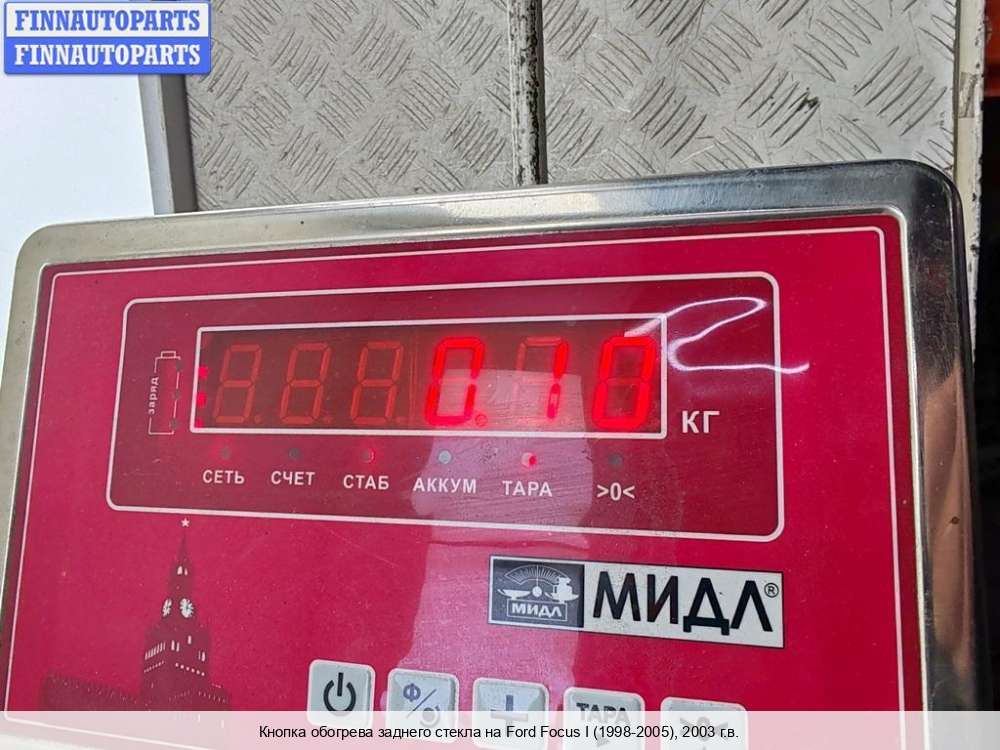 FINNAUTOPARTS
FINNAUTOPARTS
заряд
0.10 КГ
СЕТЬ СЧЕТ СТАБ АККУМ ТАРА >0<
МИДЛ МИДЛ®
Ф/
ТАРА >0<
Кнопка обогрева заднего стекла на Ford Focus I (1998-2005), 2003 г.в.